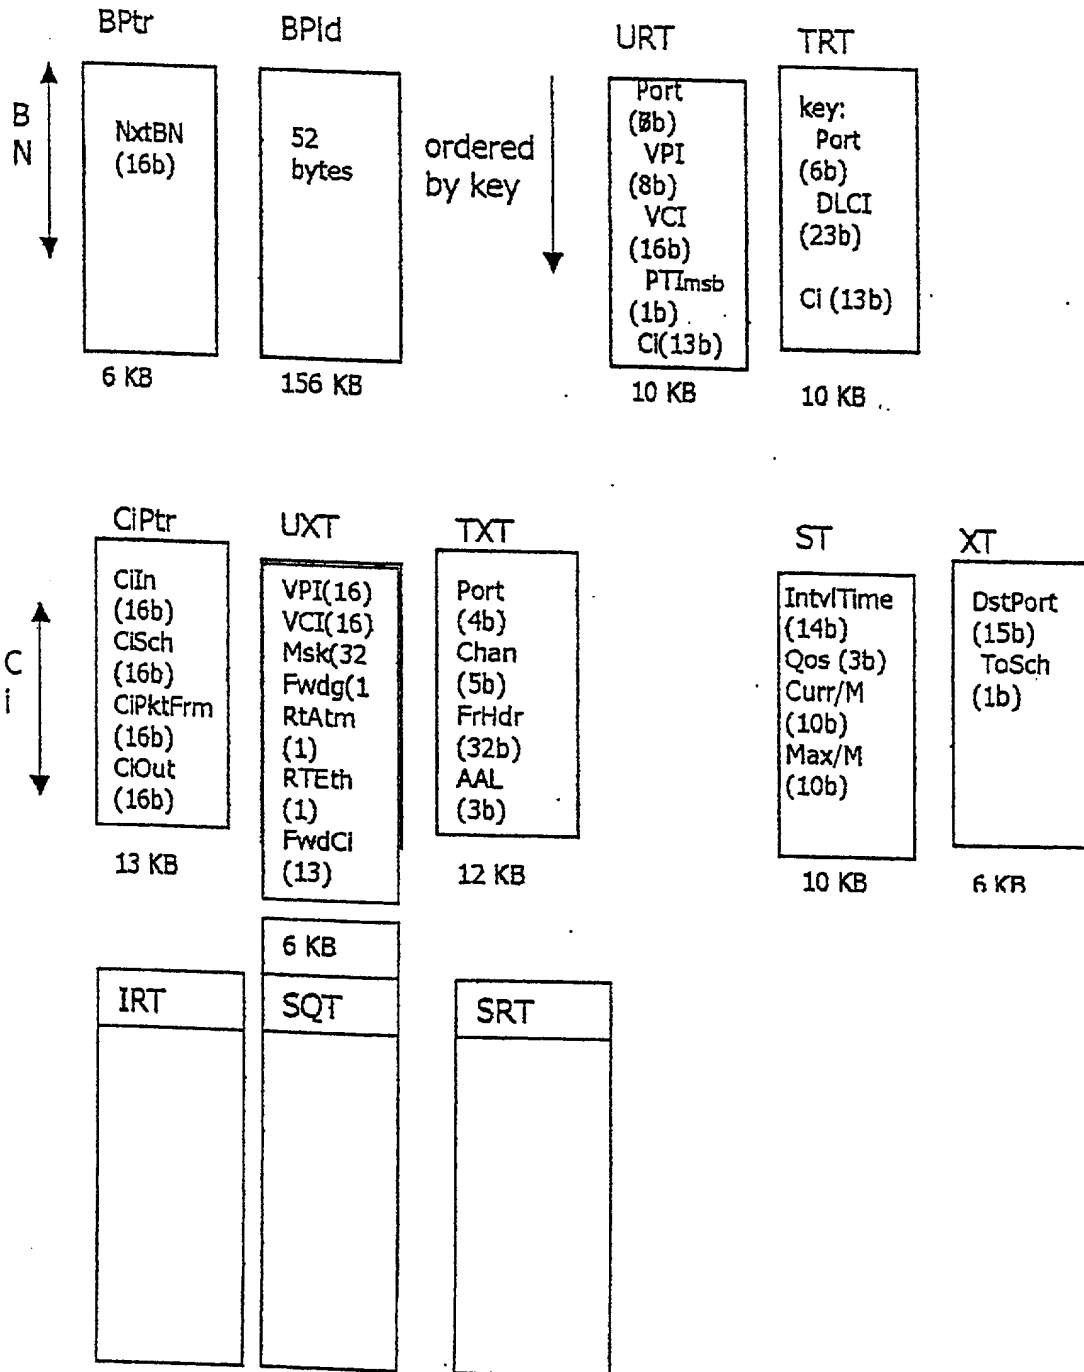 BPtr
BPld
URT
TRT
B
N
NxtBN
(16b)
52
bytes
ordered
by key
Port
VPI
(8b)
VCI
(16b)
PTImsb
(1b)
Ci(13b)
key:
Port
(6b)
DLCI
(23b)
Ci (13b)
6 KB
156 KB
10 KB
10 KB
CiPtr
UXT
TXT
ST
XT
C
i
CiIn
(16b)
CiSch
(16b)
CiPktFrm
(16b)
CiOut
(16b)
VPI(16)
VCI(16)
Msk(32
Fwdg(1
RtAtm
(1)
RTEth
(1)
FwdCi
(13)
Port
(4b)
Chan
(5b)
FrHdr
(32b)
AAL
(3b)
IntvlTime
(14b)
Qos (3b)
Curr/M
(10b)
Max/M
(10b)
DstPort
(15b)
ToSch
(1b)
13 KB
12 KB
10 KB
6 KB
6 KB
IRT
SQT
SRT